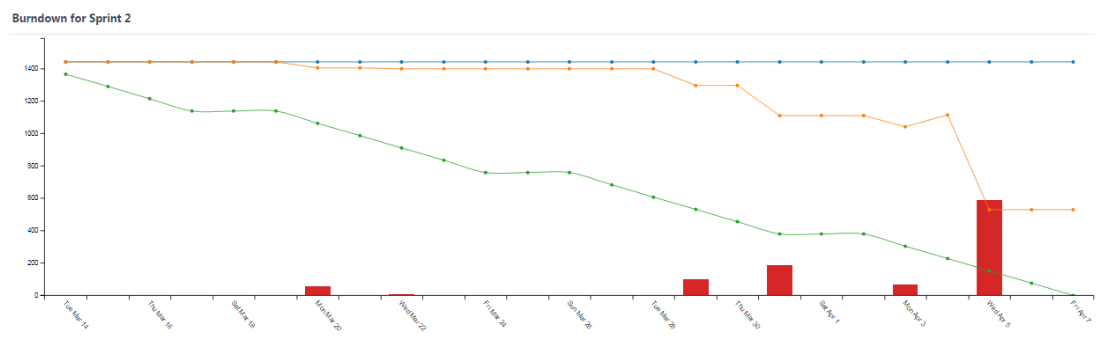 Burndown for Sprint 2
1400
1200
1000
800
600
400
200
0
Tue Mar 14
Thu Mar 16
Sat Mar 18
Mon Mar 20
Wed Mar 22
Fri Mar 24
Sun Mar 26
Tue Mar 28
Thu Mar 30
Sat Apr 1
Mon Apr 3
Wed Apr 5
Fri Apr 7